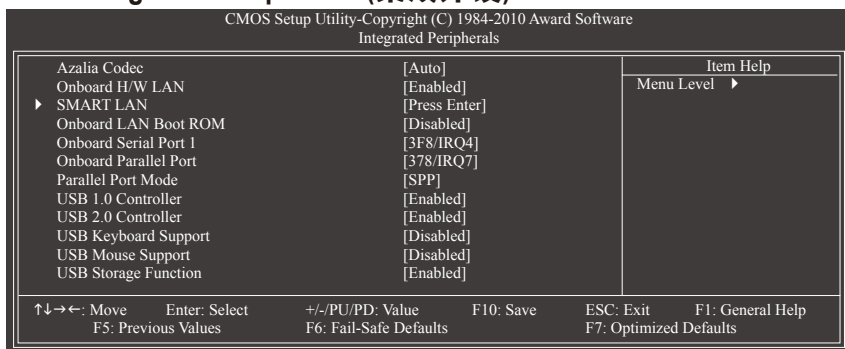 CMOS Setup Utility-Copyright (C) 1984-2010 Award Software
Integrated Peripherals
Azalia Codec [Auto] Item Help
Onboard H/W LAN [Enabled] Menu Level ▶
▶ SMART LAN [Press Enter]
Onboard LAN Boot ROM [Disabled]
Onboard Serial Port 1 [3F8/IRQ4]
Onboard Parallel Port [378/IRQ7]
Parallel Port Mode [SPP]
USB 1.0 Controller [Enabled]
USB 2.0 Controller [Enabled]
USB Keyboard Support [Disabled]
USB Mouse Support [Disabled]
USB Storage Function [Enabled]
↑↓→←: Move Enter: Select +/-/PU/PD: Value F10: Save ESC: Exit F1: General Help
F5: Previous Values F6: Fail-Safe Defaults F7: Optimized Defaults